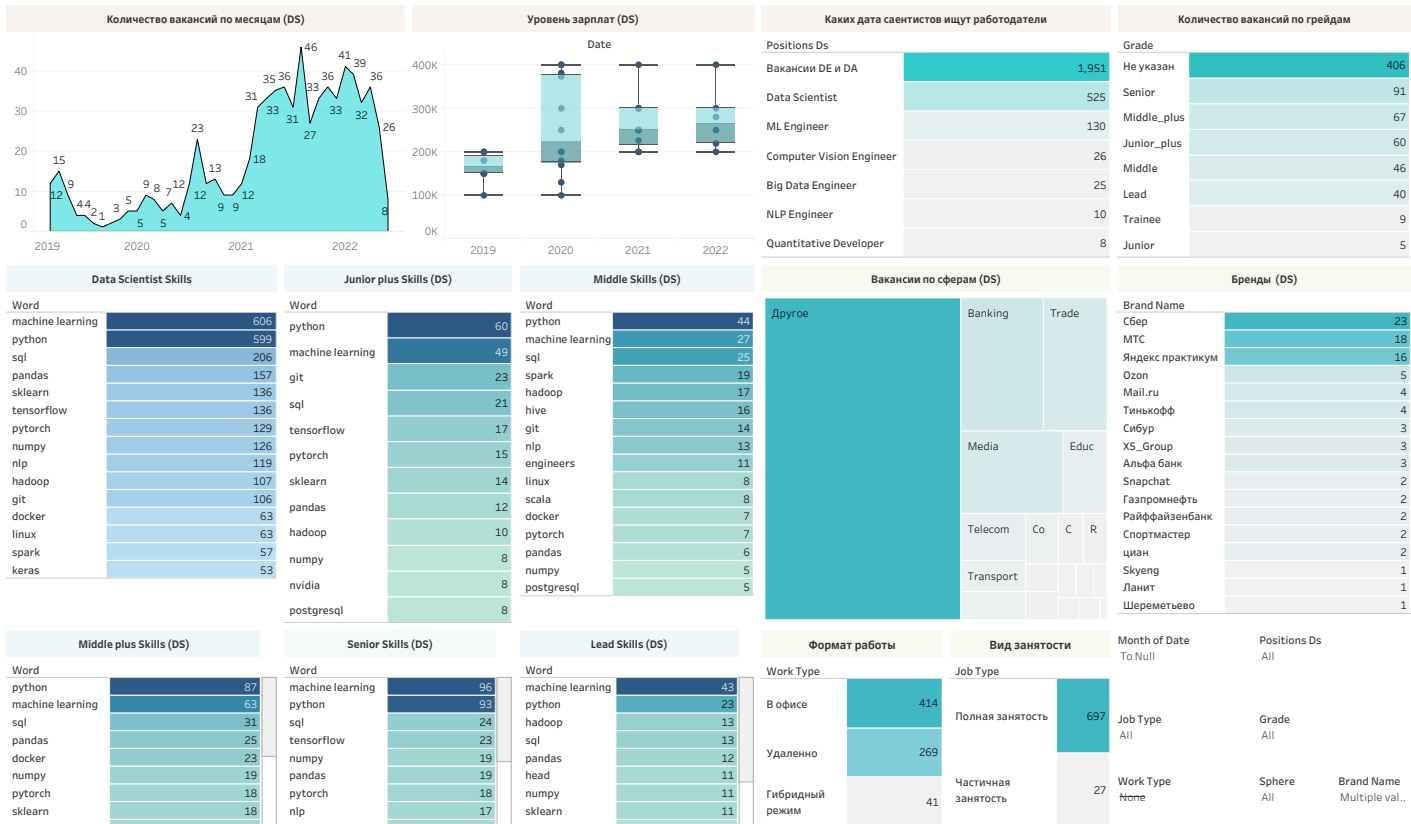 Количество вакансий по месяцам (DS)
46
41
39
40
35 36
36
36
31
33
33
31
33
32
30
27
26
23
20
18
15
13
12
12
12
12
9
9 8
7
9
9
10
8
5
5
5
4 4
4
3
2
1
0
2019
2020
2021
2022
Уровень зарплат (DS)
Date
400K
300K
200K
100K
0K
2019
2020
2021
2022
Каких дата саентистов ищут работодатели
Positions Ds
Вакансии DE и DA 1,951
Data Scientist 525
ML Engineer 130
Computer Vision Engineer 26
Big Data Engineer 25
NLP Engineer 10
Quantitative Developer 8
Количество вакансий по грейдам
Grade
Не указан 406
Senior 91
Middle_plus 67
Junior_plus 60
Middle 46
Lead 40
Trainee 9
Junior 5
Data Scientist Skills
Word
machine learning 606
python 599
sql 206
pandas 157
sklearn 136
tensorflow 136
pytorch 129
numpy 126
nlp 119
hadoop 107
git 106
docker 63
linux 63
spark 57
keras 53
Junior plus Skills (DS)
Word
python 60
machine learning 49
git 23
sql 21
tensorflow 17
pytorch 15
sklearn 14
pandas 12
hadoop 10
numpy 8
nvidia 8
postgresql 8
Middle Skills (DS)
Word
python 44
machine learning 27
sql 25
spark 19
hadoop 17
hive 16
git 14
nlp 13
engineers 11
linux 8
scala 8
docker 7
pytorch 7
pandas 6
numpy 5
postgresql 5
Вакансии по сферам (DS)
Другое
Banking
Trade
Media
Educ
Telecom
Co
C
R
Transport
Бренды (DS)
Brand Name
Сбер 23
МТС 18
Яндекс практикум 16
Ozon 5
Mail.ru 4
Тинькофф 4
Сибур 3
X5_Group 3
Альфа банк 3
Snapchat 2
Газпромнефть 2
Райффайзенбанк 2
Спортмастер 2
циан 2
Skyeng 1
Ланит 1
Шереметьево 1
Middle plus Skills (DS)
Word
python 87
machine learning 63
sql 31
pandas 25
docker 23
numpy 19
pytorch 18
sklearn 18
Senior Skills (DS)
Word
machine learning 96
python 93
sql 24
tensorflow 23
numpy 19
pandas 19
pytorch 18
nlp 17
Lead Skills (DS)
Word
machine learning 43
python 23
hadoop 13
sql 13
pandas 12
head 11
numpy 11
sklearn 11
Формат работы
Work Type
В офисе 414
Удаленно 269
Гибридный
режим 41
Вид занятости
Job Type
Полная занятость 697
Частичная
занятость 27
Month of Date
To Null
Positions Ds
All
Job Type
All
Grade
All
Work Type
None
Sphere
All
Brand Name
Multiple val..